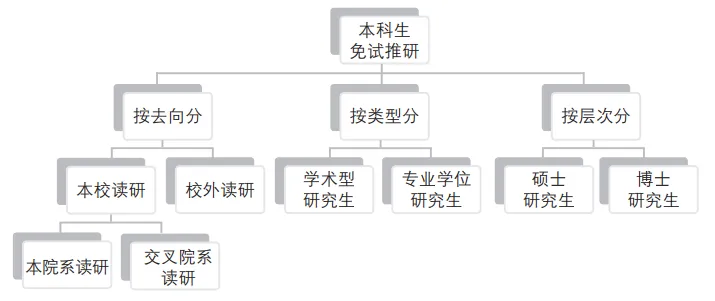 本科生
免试推研
按去向分
按类型分
按层次分
本校读研
校外读研
学术型
研究生
专业学位
研究生
硕士
研究生
博士
研究生
本院系读研
交叉院系
读研